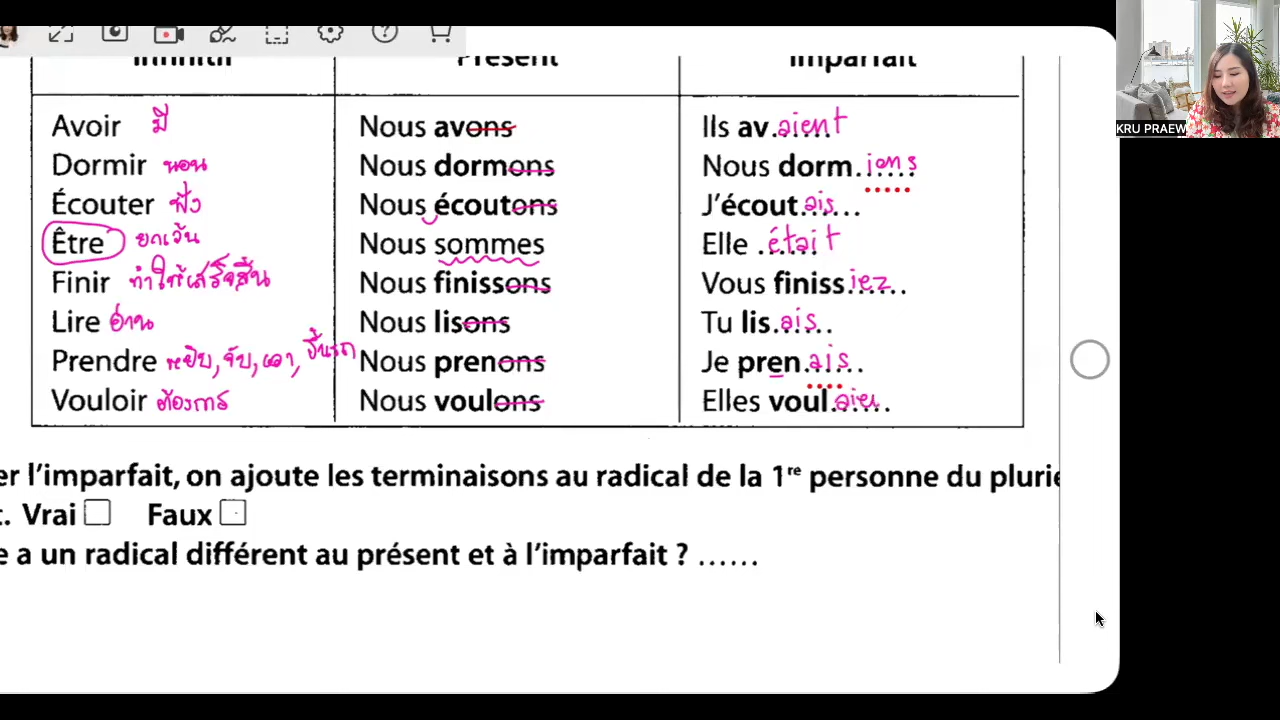 Infinitif Présent Imparfait
Avoir มี Nous avons Ils av.aient
Dormir นอน Nous dormons Nous dorm.ions
Écouter ฟัง Nous écoutons J'écout.ais...
Être ยกเว้น Nous sommes Elle .était
Finir ทำให้เสร็จสิ้น Nous finissons Vous finiss.iez..
Lire อ่าน Nous lisons Tu lis.ais..
Prendre หยิบ, จับ, เอา, ขึ้นรถ Nous prenons Je pren.ais..
Vouloir ต้องการ Nous voulons Elles voul.aien..
er l'imparfait, on ajoute les terminaisons au radical de la 1re personne du plurie
t. Vrai ☐ Faux ☐
e a un radical différent au présent et à l'imparfait ? ......
KRU PRAEW